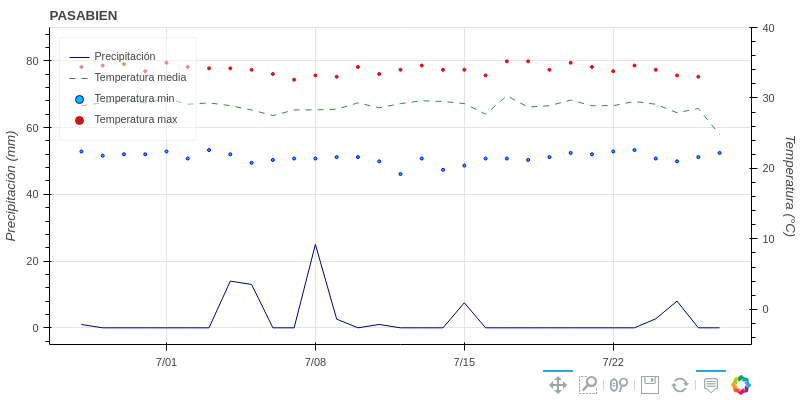 PASABIEN
Precipitación
Temperatura media
Temperatura min
Temperatura max
Precipitación (mm)
80
60
40
20
0
40
30
20
10
0
Temperatura (°C)
7/01
7/08
7/15
7/22